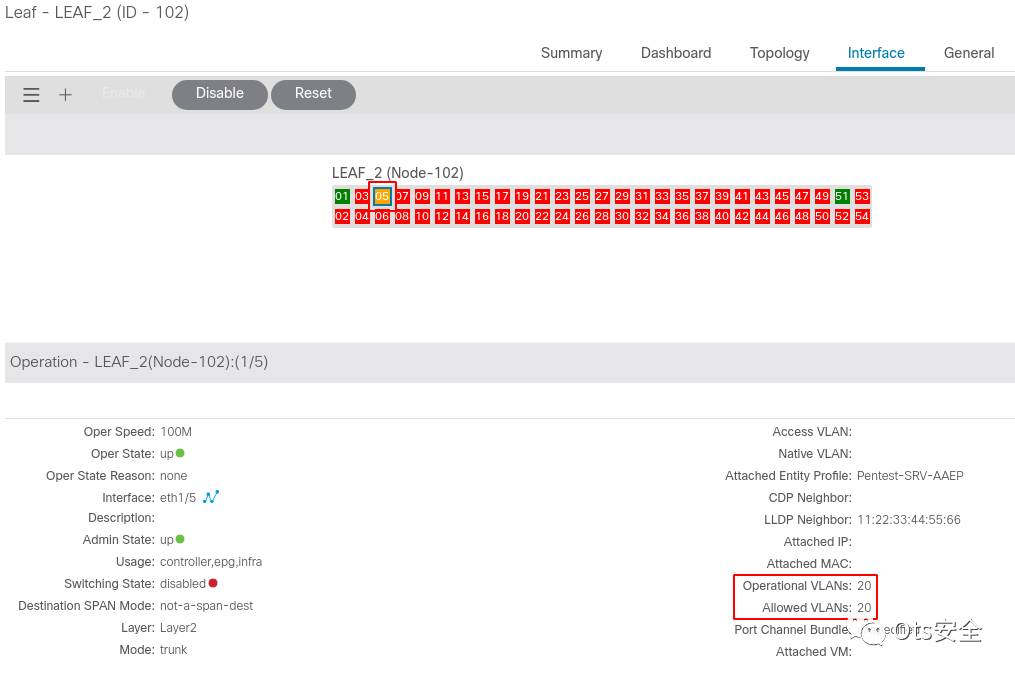 Leaf - LEAF_2 (ID - 102)
Summary Dashboard Topology Interface General
Enable Disable Reset
LEAF_2 (Node-102)
01 03 05 07 09 11 13 15 17 19 21 23 25 27 29 31 33 35 37 39 41 43 45 47 49 51 53
02 04 06 08 10 12 14 16 18 20 22 24 26 28 30 32 34 36 38 40 42 44 46 48 50 52 54
Operation - LEAF_2(Node-102):(1/5)
Oper Speed: 100M
Oper State: up
Oper State Reason: none
Interface: eth1/5
Description:
Admin State: up
Usage: controller,epg,infra
Switching State: disabled
Destination SPAN Mode: not-a-span-dest
Layer: Layer2
Mode: trunk
Access VLAN:
Native VLAN:
Attached Entity Profile: Pentest-SRV-AAEP
CDP Neighbor:
LLDP Neighbor: 11:22:33:44:55:66
Attached IP:
Attached MAC:
Operational VLANs: 20
Allowed VLANs: 20
Port Channel Bundle:
Attached VM:
Ots安全